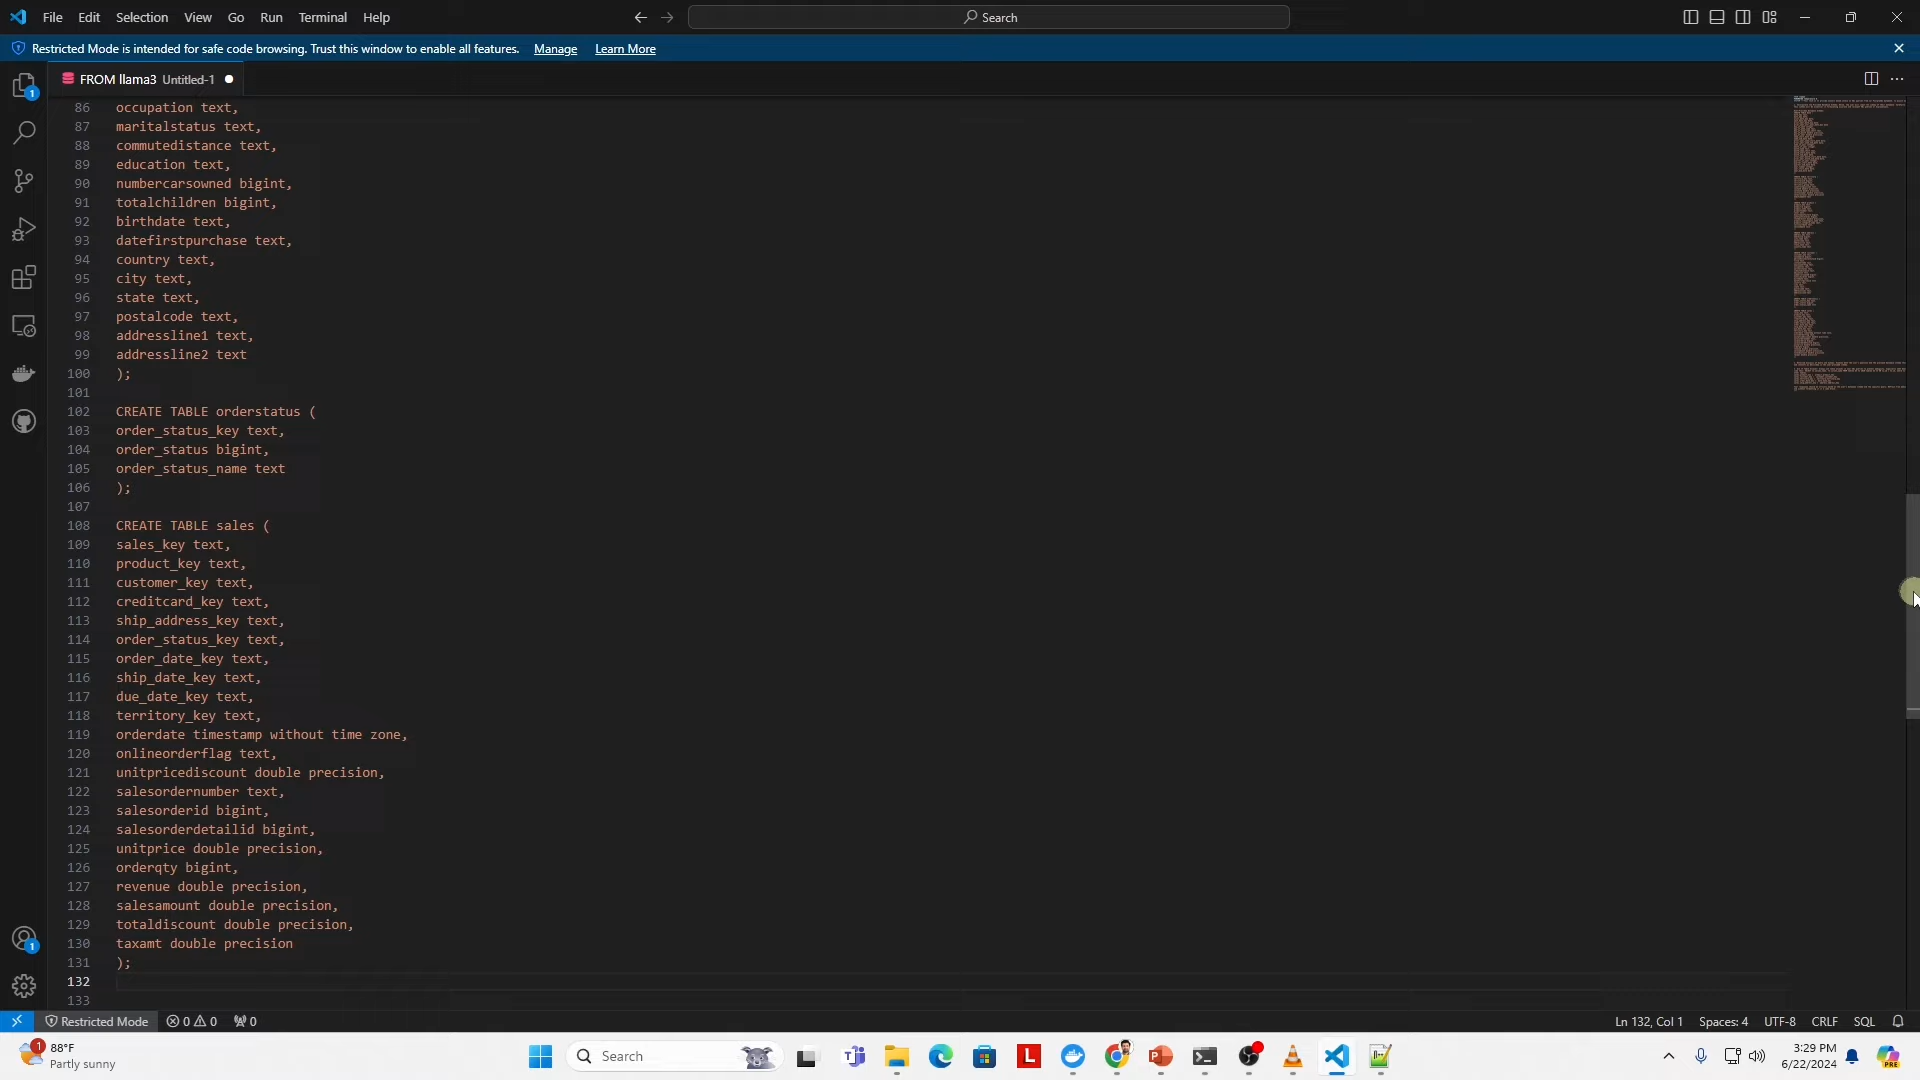 File Edit Selection View Go Run Terminal Help
Search
Restricted Mode is intended for safe code browsing. Trust this window to enable all features. Manage Learn More
FROM llama3 Untitled-1
86 occupation text,
87 maritalstatus text,
88 commutedistance text,
89 education text,
90 numbercarsowned bigint,
91 totalchildren bigint,
92 birthdate text,
93 datefirstpurchase text,
94 country text,
95 city text,
96 state text,
97 postalcode text,
98 addressline1 text,
99 addressline2 text
100 );
101
102 CREATE TABLE orderstatus (
103 order_status_key text,
104 order_status bigint,
105 order_status_name text
106 );
107
108 CREATE TABLE sales (
109 sales_key text,
110 product_key text,
111 customer_key text,
112 creditcard_key text,
113 ship_address_key text,
114 order_status_key text,
115 order_date_key text,
116 ship_date_key text,
117 due_date_key text,
118 territory_key text,
119 orderdate timestamp without time zone,
120 onlineorderflag text,
121 unitpricediscount double precision,
122 salesordernumber text,
123 salesorderid bigint,
124 salesorderdetailid bigint,
125 unitprice double precision,
126 orderqty bigint,
127 revenue double precision,
128 salesamount double precision,
129 totaldiscount double precision,
130 taxamt double precision
131 );
132
133
1
1
Restricted Mode 0 0 0 Ln 132, Col 1 Spaces: 4 UTF-8 CRLF SQL
1 88°F
Partly sunny
Search
L
P
PRE
3:29 PM
6/22/2024